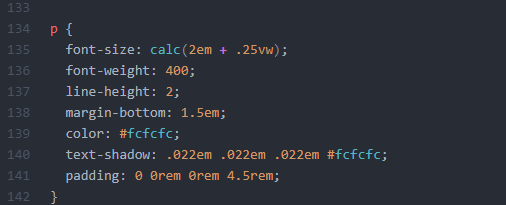 133
134 p {
135 font-size: calc(2em + .25vw);
136 font-weight: 400;
137 line-height: 2;
138 margin-bottom: 1.5em;
139 color: #fcfcfc;
140 text-shadow: .022em .022em .022em #fcfcfc;
141 padding: 0 0rem 0rem 4.5rem;
142 }